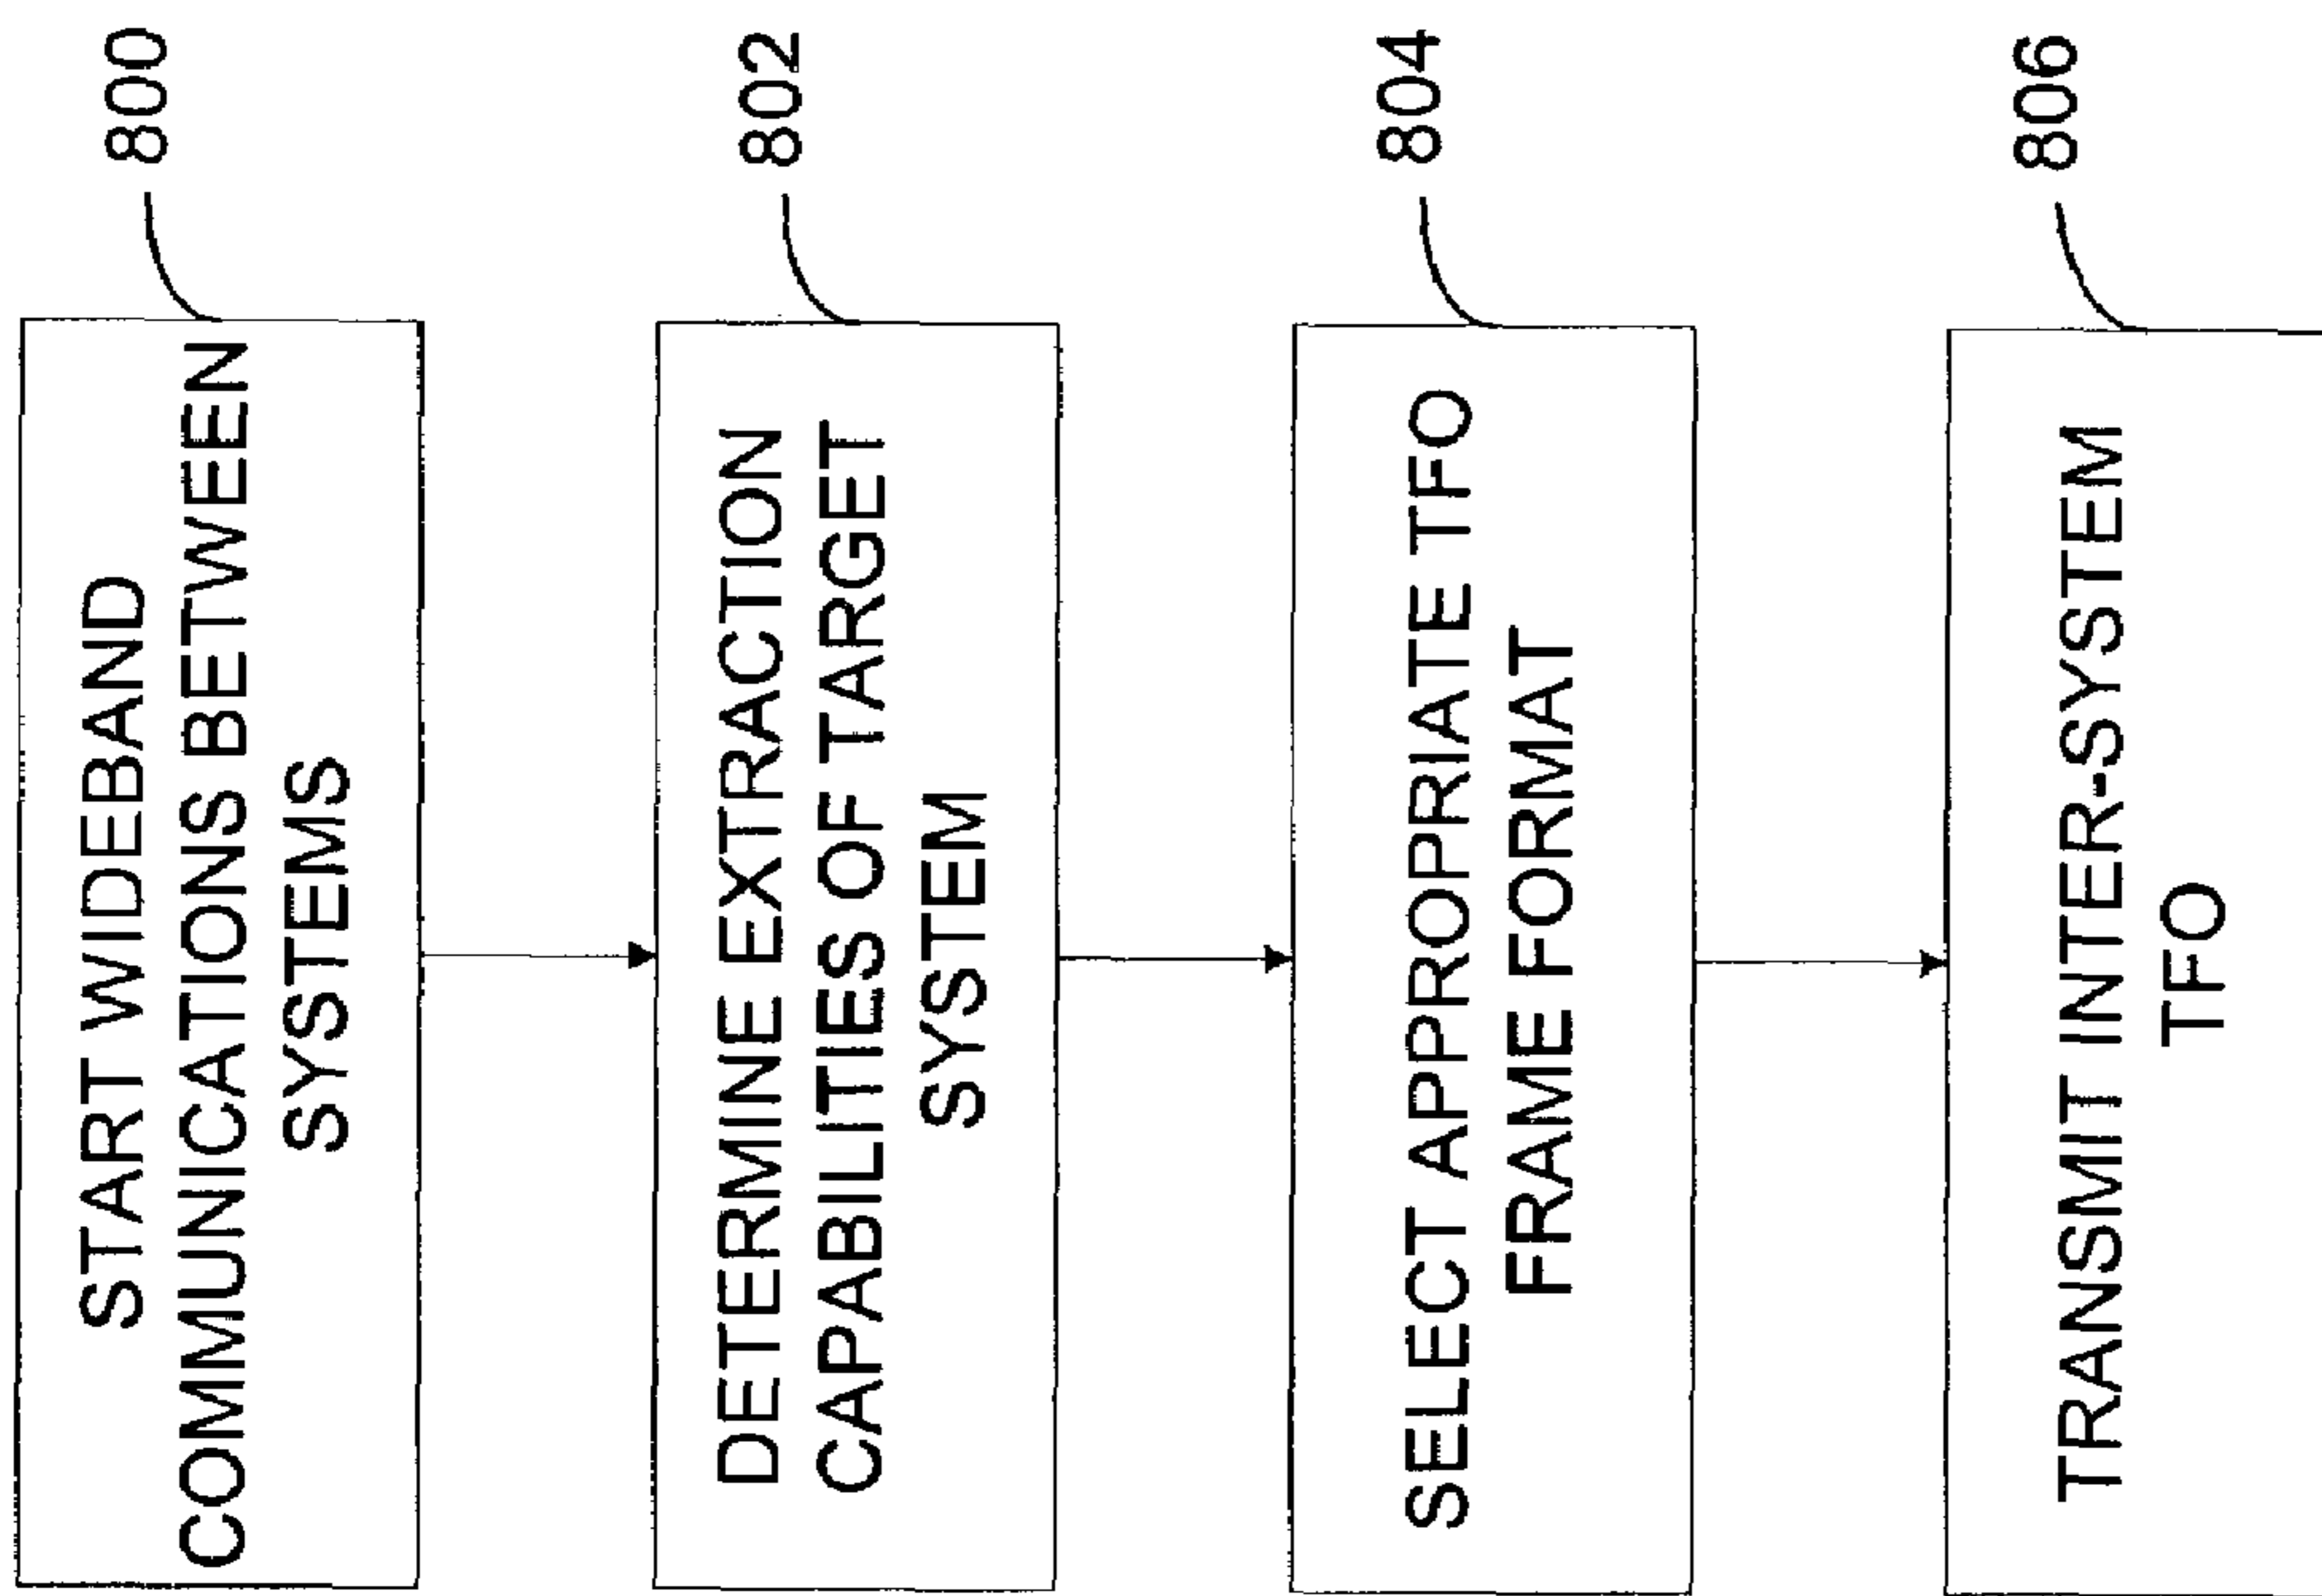 START WIDEBAND
COMMUNICATIONS BETWEEN
SYSTEMS
800
DETERMINE EXTRACTION
CAPABILITIES OF TARGET
SYSTEM
802
SELECT APPROPRIATE TFO
FRAME FORMAT
804
TRANSMIT INTER-SYSTEM
TFO
806